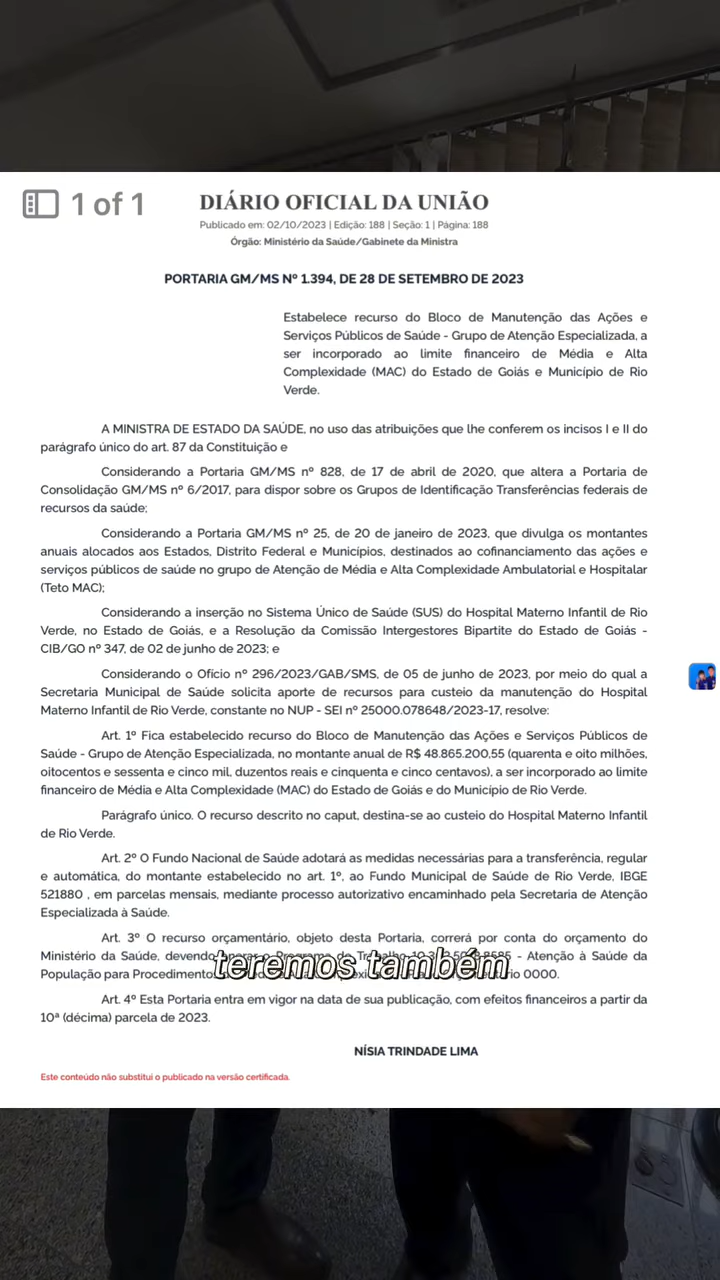 1 of 1
DIÁRIO OFICIAL DA UNIÃO
Publicado em: 02/10/2023 | Edição: 188 | Seção: 1 | Página: 188
Órgão: Ministério da Saúde/Gabinete da Ministra
PORTARIA GM/MS Nº 1.394, DE 28 DE SETEMBRO DE 2023
Estabelece recurso do Bloco de Manutenção das Ações e
Serviços Públicos de Saúde - Grupo de Atenção Especializada, a
ser incorporado ao limite financeiro de Média e Alta
Complexidade (MAC) do Estado de Goiás e Município de Rio
Verde.
A MINISTRA DE ESTADO DA SAÚDE, no uso das atribuições que lhe conferem os incisos I e II do
parágrafo único do art. 87 da Constituição e
Considerando a Portaria GM/MS nº 828, de 17 de abril de 2020, que altera a Portaria de
Consolidação GM/MS nº 6/2017, para dispor sobre os Grupos de Identificação Transferências federais de
recursos da saúde;
Considerando a Portaria GM/MS nº 25, de 20 de janeiro de 2023, que divulga os montantes
anuais alocados aos Estados, Distrito Federal e Municípios, destinados ao cofinanciamento das ações e
serviços públicos de saúde no grupo de Atenção de Média e Alta Complexidade Ambulatorial e Hospitalar
(Teto MAC);
Considerando a inserção no Sistema Único de Saúde (SUS) do Hospital Materno Infantil de Rio
Verde, no Estado de Goiás, e a Resolução da Comissão Intergestores Bipartite do Estado de Goiás -
CIB/GO nº 347, de 02 de junho de 2023; e
Considerando o Ofício nº 296/2023/GAB/SMS, de 05 de junho de 2023, por meio do qual a
Secretaria Municipal de Saúde solicita aporte de recursos para custeio da manutenção do Hospital
Materno Infantil de Rio Verde, constante no NUP - SEI nº 25000.078648/2023-17, resolve:
Art. 1º Fica estabelecido recurso do Bloco de Manutenção das Ações e Serviços Públicos de
Saúde - Grupo de Atenção Especializada, no montante anual de R$ 48.865.200,55 (quarenta e oito milhões,
oitocentos e sessenta e cinco mil, duzentos reais e cinquenta e cinco centavos), a ser incorporado ao limite
financeiro de Média e Alta Complexidade (MAC) do Estado de Goiás e do Município de Rio Verde.
Parágrafo único. O recurso descrito no caput, destina-se ao custeio do Hospital Materno Infantil
de Rio Verde.
Art. 2º O Fundo Nacional de Saúde adotará as medidas necessárias para a transferência, regular
e automática, do montante estabelecido no art. 1º, ao Fundo Municipal de Saúde de Rio Verde, IBGE
521880 , em parcelas mensais, mediante processo autorizativo encaminhado pela Secretaria de Atenção
Especializada à Saúde.
Art. 3º O recurso orçamentário, objeto desta Portaria, correrá por conta do orçamento do
Ministério da Saúde, devendo - Atenção à Saúde da
teremos também
População para Procedimento 0000.
Art. 4º Esta Portaria entra em vigor na data de sua publicação, com efeitos financeiros a partir da
10ª (décima) parcela de 2023.
NÍSIA TRINDADE LIMA
Este conteúdo não substitui o publicado na versão certificada.